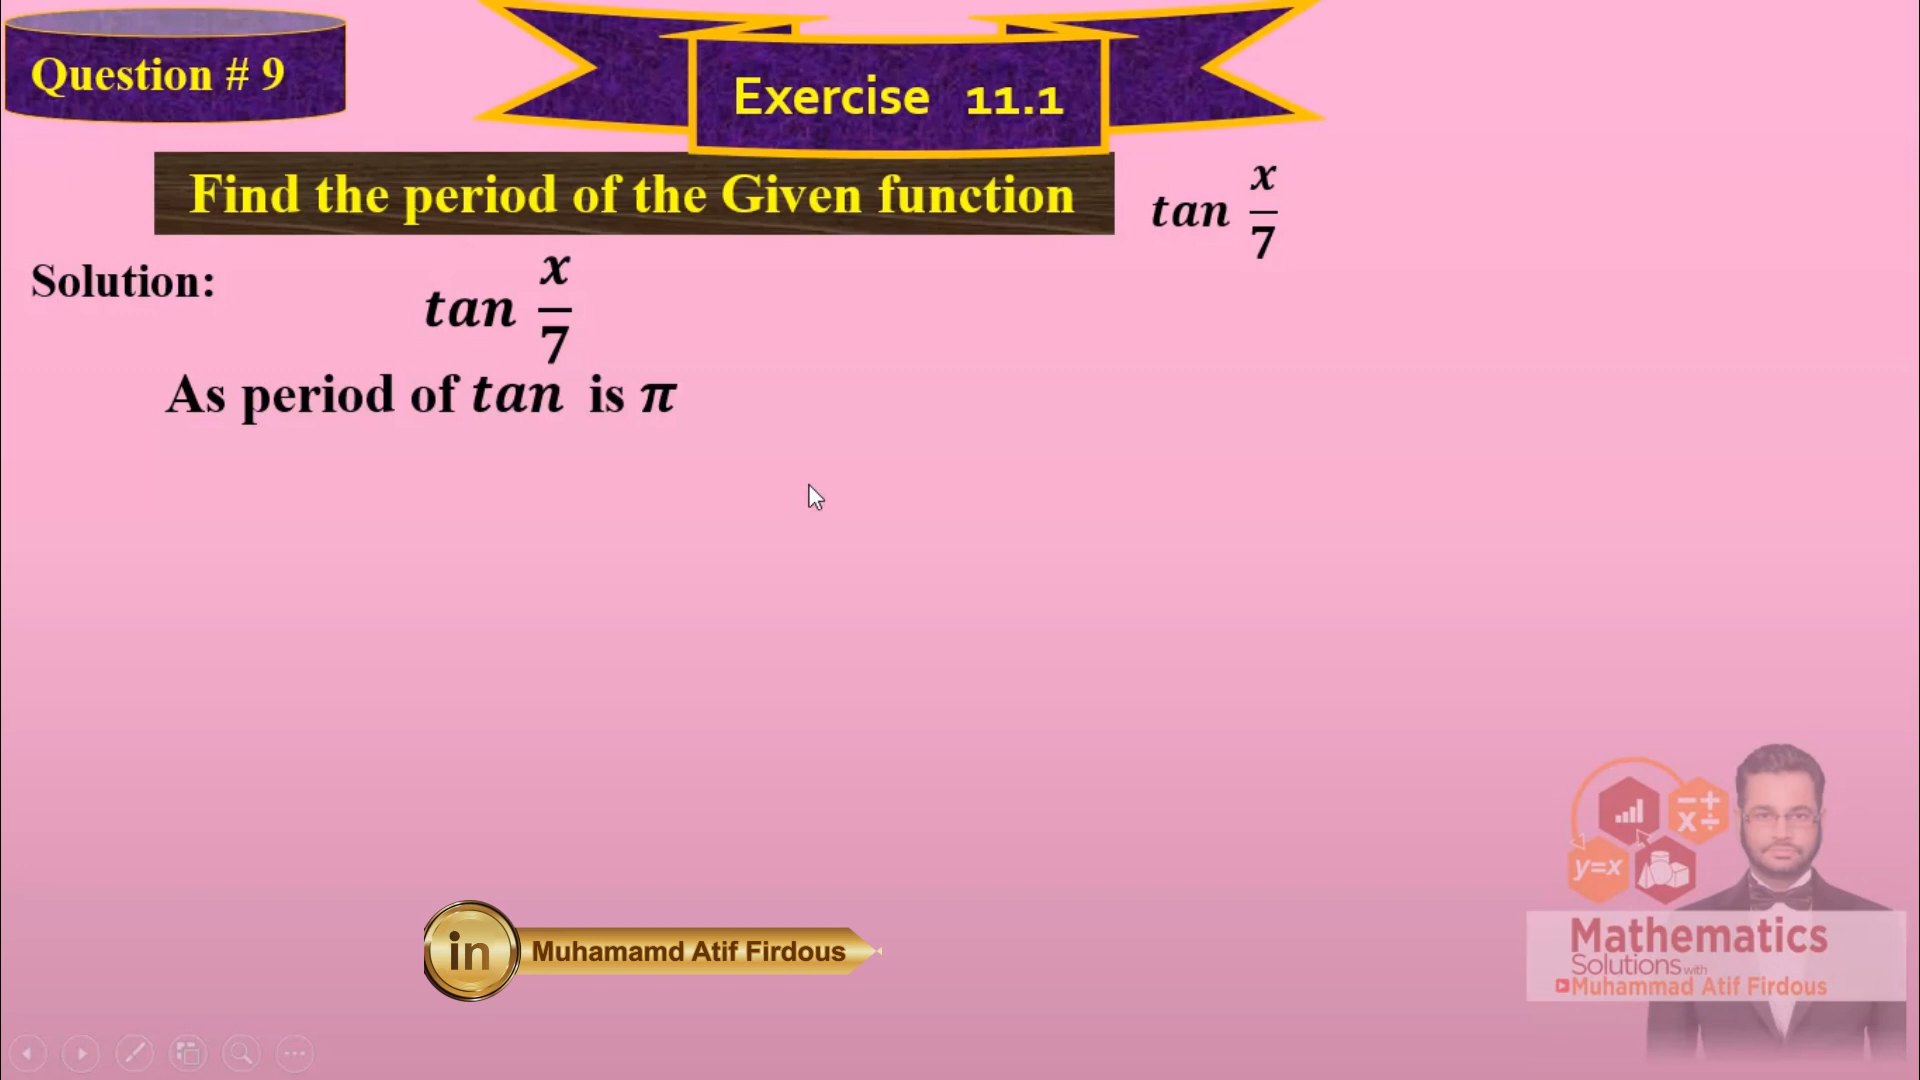 Question # 9
Exercise 11.1
Find the period of the Given function tan x/7
Solution:
tan x/7
As period of tan is π
in Muhamamd Atif Firdous
y=x
Mathematics
Solutions with
Muhammad Atif Firdous